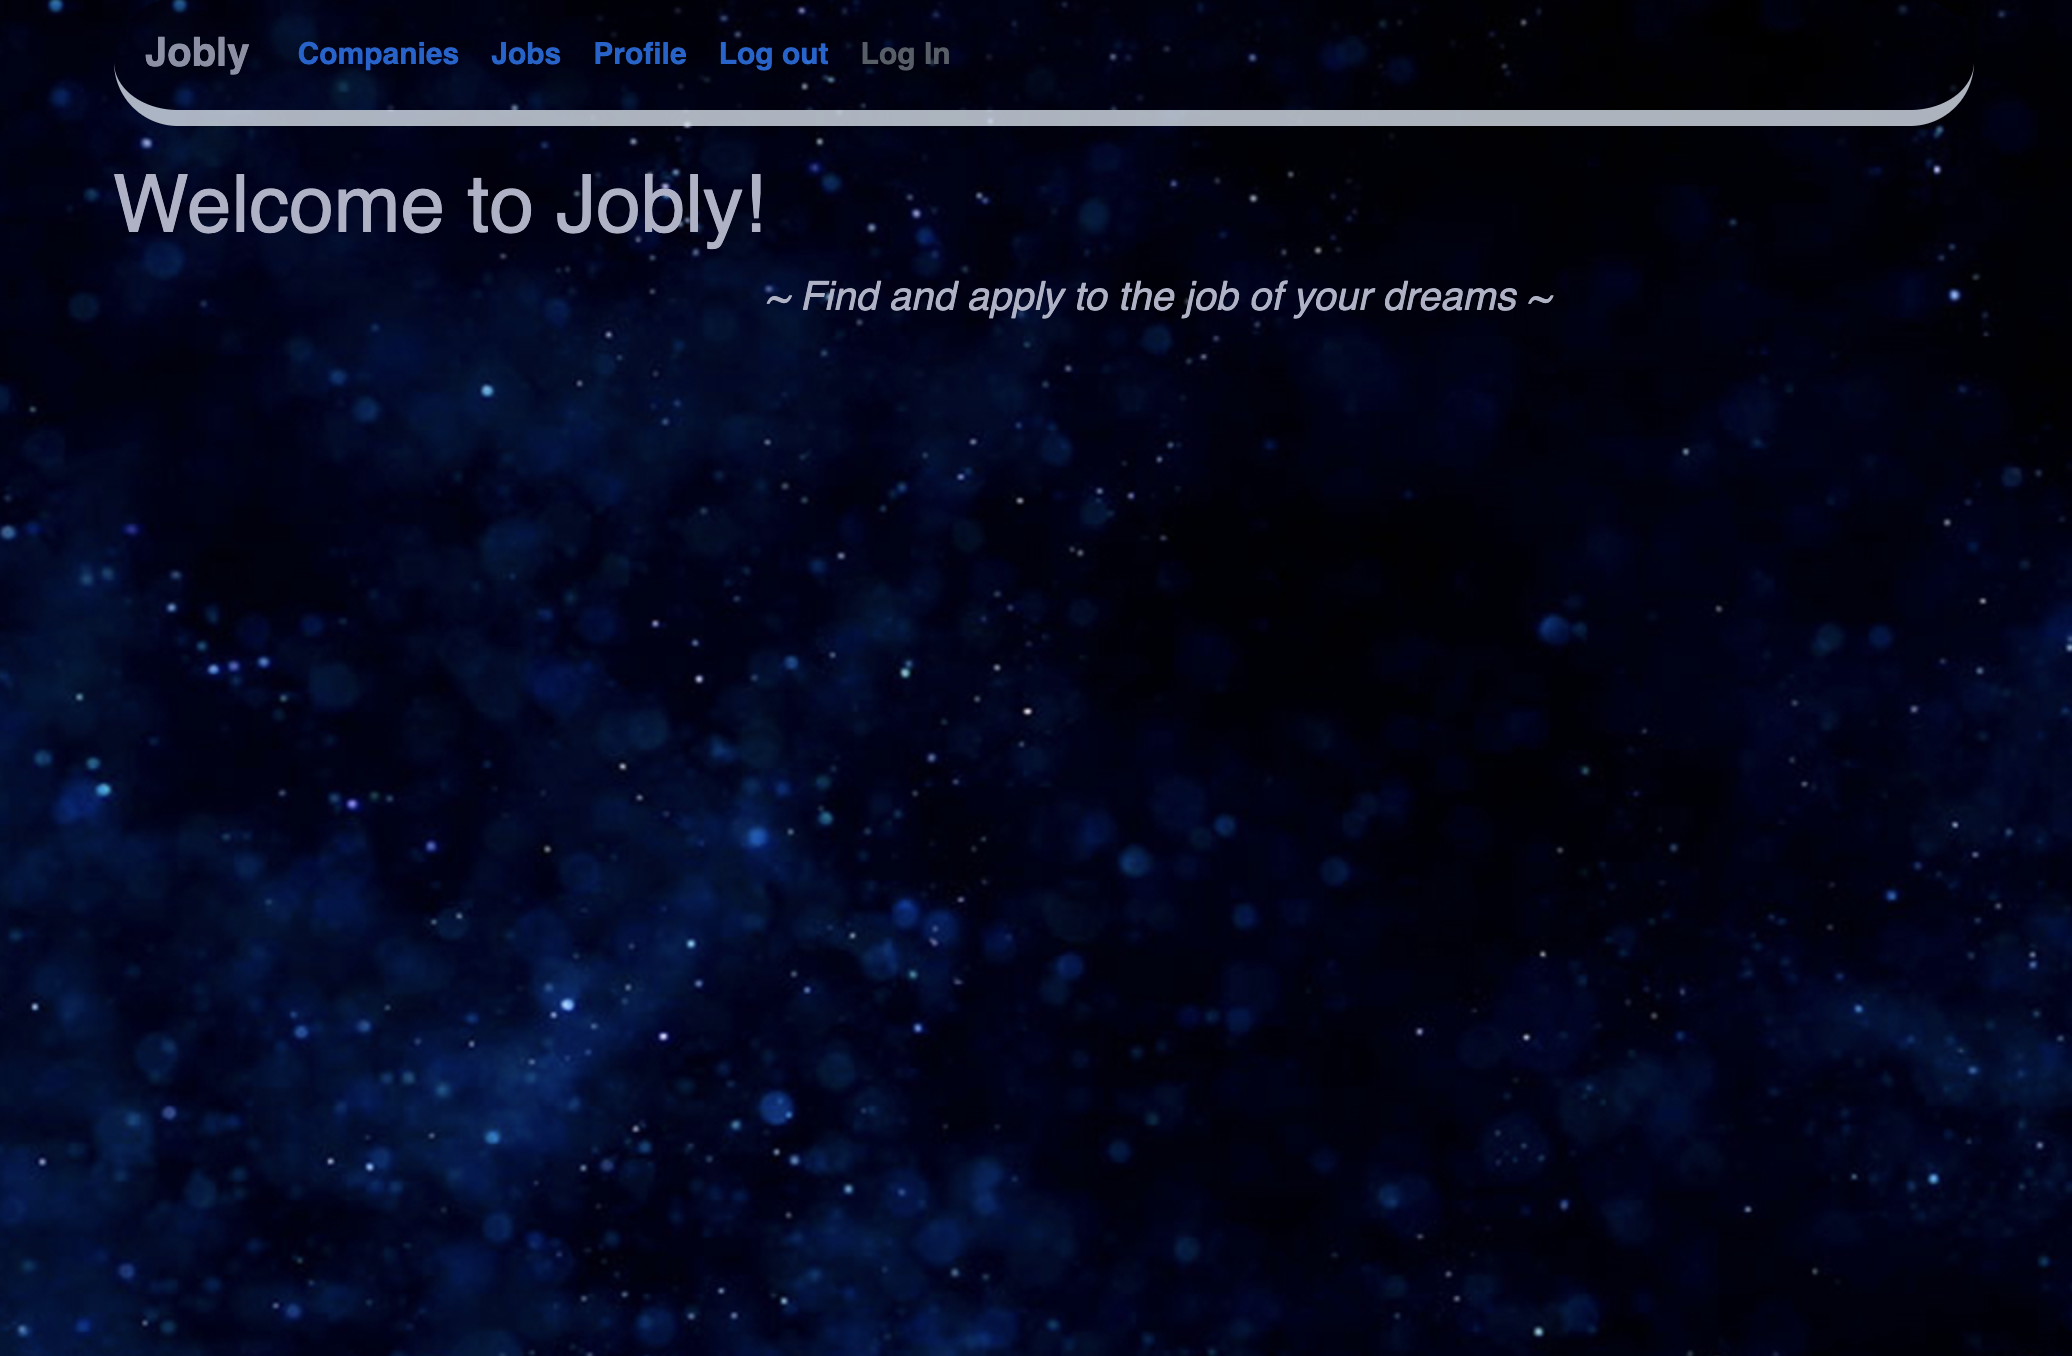 Jobly Companies Jobs Profile Log out Log In
Welcome to Jobly!
~ Find and apply to the job of your dreams ~